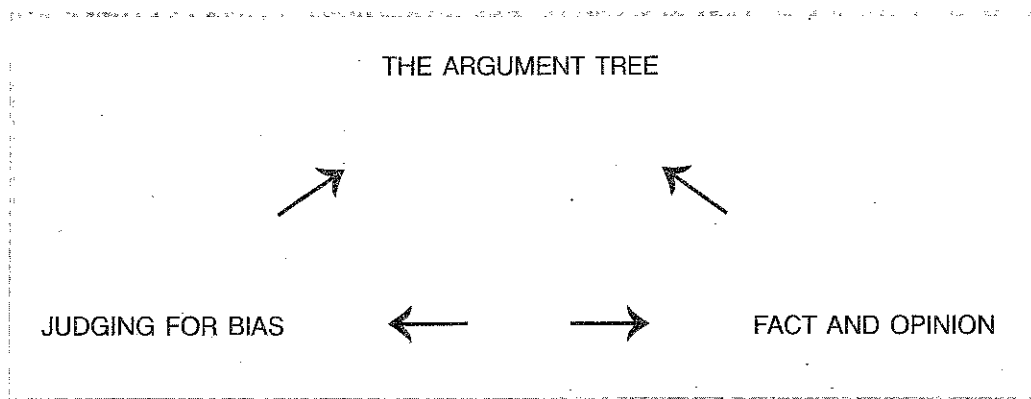 THE ARGUMENT TREE
JUDGING FOR BIAS
FACT AND OPINION